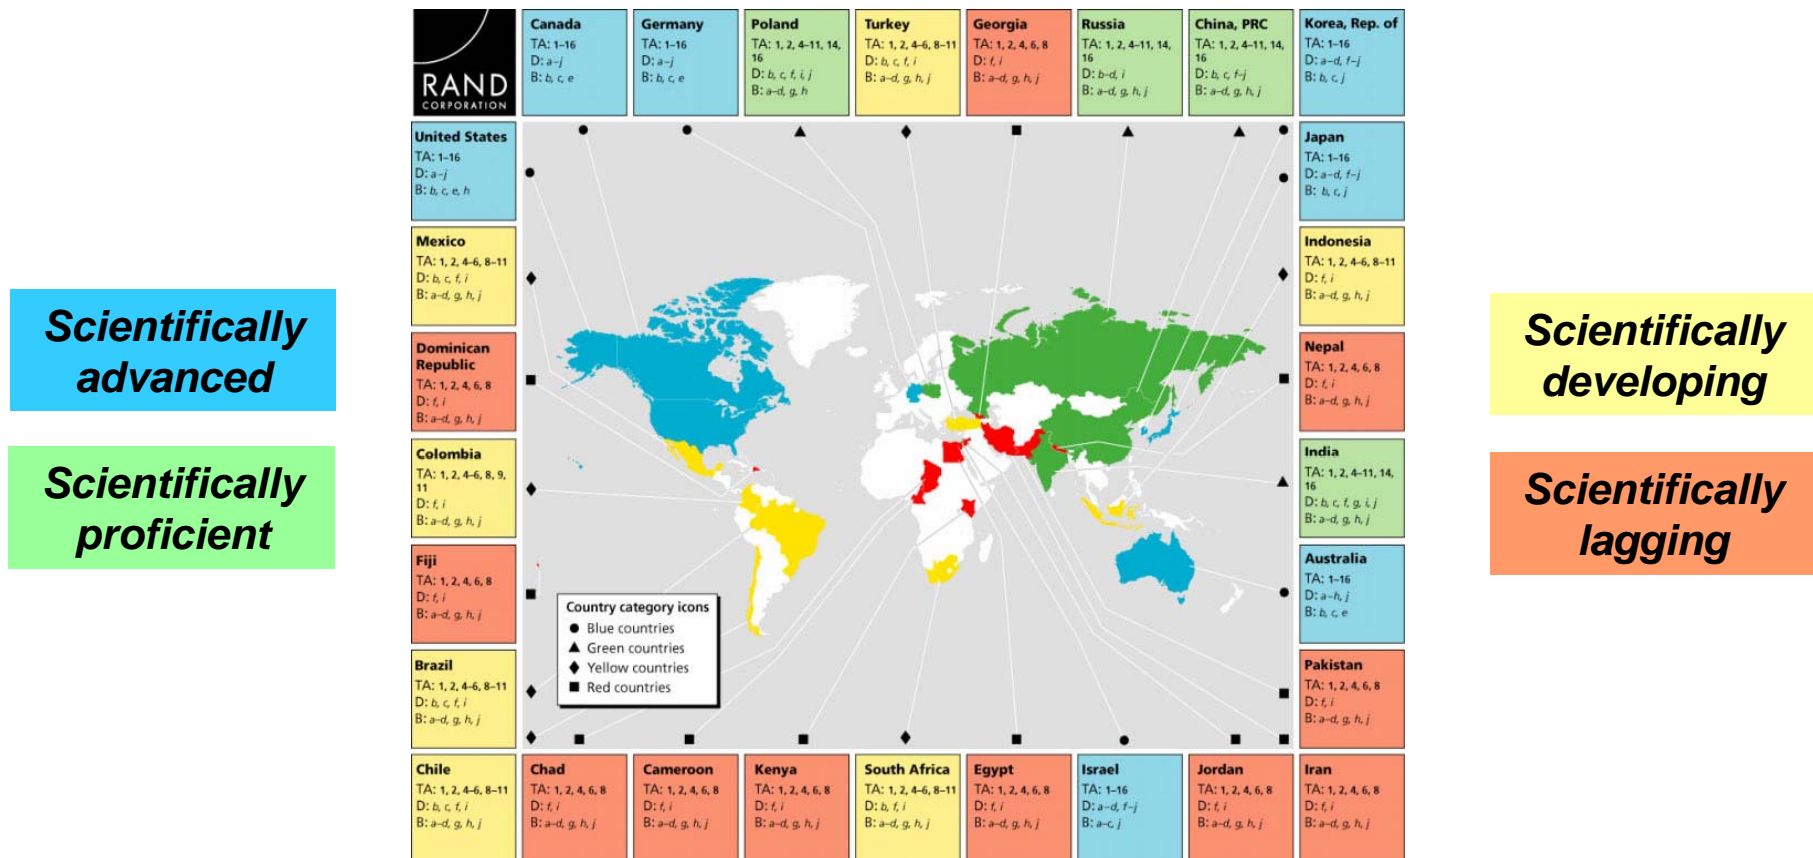 RAND
CORPORATION
Canada
TA: 1–16
D: a–j
B: b, c, e
Germany
TA: 1–16
D: a–j
B: b, c, e
Poland
TA: 1, 2, 4–11, 14,
16
D: b, c, f, i, j
B: a–d, g, h
Turkey
TA: 1, 2, 4–6, 8–11
D: b, c, f, i
B: a–d, g, h, j
Georgia
TA: 1, 2, 4, 6, 8
D: f, i
B: a–d, g, h, j
Russia
TA: 1, 2, 4–11, 14,
16
D: b–d, i
B: a–d, g, h, j
China, PRC
TA: 1, 2, 4–11, 14,
16
D: b, c, f–j
B: a–d, g, h, j
Korea, Rep. of
TA: 1–16
D: a–d, f–j
B: b, c, j
United States
TA: 1–16
D: a–j
B: b, c, e, h
Japan
TA: 1–16
D: a–d, f–j
B: b, c, j
Mexico
TA: 1, 2, 4–6, 8–11
D: b, c, f, i
B: a–d, g, h, j
Indonesia
TA: 1, 2, 4–6, 8–11
D: f, i
B: a–d, g, h, j
Scientifically
advanced
Scientifically
developing
Dominican
Republic
TA: 1, 2, 4, 6, 8
D: f, i
B: a–d, g, h, j
Nepal
TA: 1, 2, 4, 6, 8
D: f, i
B: a–d, g, h, j
Scientifically
proficient
Scientifically
lagging
Colombia
TA: 1, 2, 4–6, 8, 9,
11
D: f, i
B: a–d, g, h, j
India
TA: 1, 2, 4–11, 14,
16
D: b, c, f, g, i, j
B: a–d, g, h, j
Fiji
TA: 1, 2, 4, 6, 8
D: f, i
B: a–d, g, h, j
Australia
TA: 1–16
D: a–h, j
B: b, c, e
Country category icons
Blue countries
Green countries
Yellow countries
Red countries
Brazil
TA: 1, 2, 4–6, 8–11
D: b, c, f, i
B: a–d, g, h, j
Pakistan
TA: 1, 2, 4, 6, 8
D: f, i
B: a–d, g, h, j
Chile
TA: 1, 2, 4–6, 8–11
D: b, c, f, i
B: a–d, g, h, j
Chad
TA: 1, 2, 4, 6, 8
D: f, i
B: a–d, g, h, j
Cameroon
TA: 1, 2, 4, 6, 8
D: f, i
B: a–d, g, h, j
Kenya
TA: 1, 2, 4, 6, 8
D: f, i
B: a–d, g, h, j
South Africa
TA: 1, 2, 4–6, 8–11
D: b, f, i
B: a–d, g, h, j
Egypt
TA: 1, 2, 4, 6, 8
D: f, i
B: a–d, g, h, j
Israel
TA: 1–16
D: a–d, f–j
B: a–c, j
Jordan
TA: 1, 2, 4, 6, 8
D: f, i
B: a–d, g, h, j
Iran
TA: 1, 2, 4, 6, 8
D: f, i
B: a–d, g, h, j